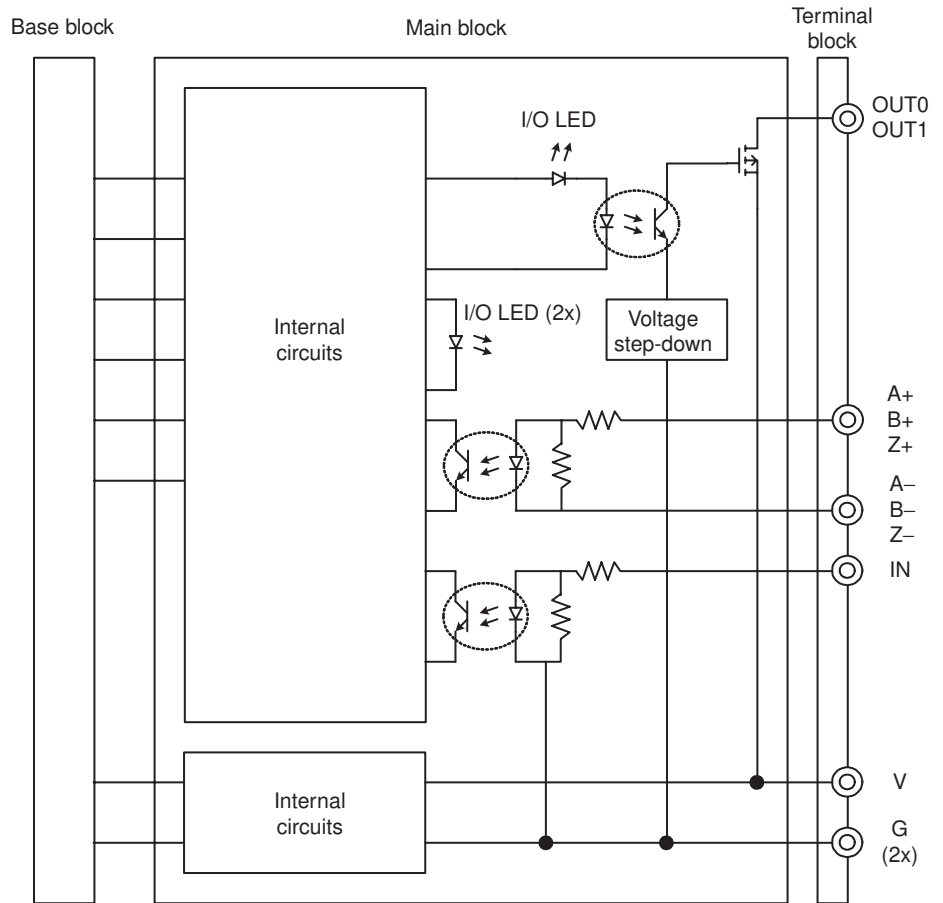 Base block
Main block
Terminal
block
OUT0
OUT1
I/O LED
I/O LED (2x)
Internal
circuits
Voltage
step-down
A+
B+
Z+
A−
B−
Z−
IN
Internal
circuits
V
G
(2x)